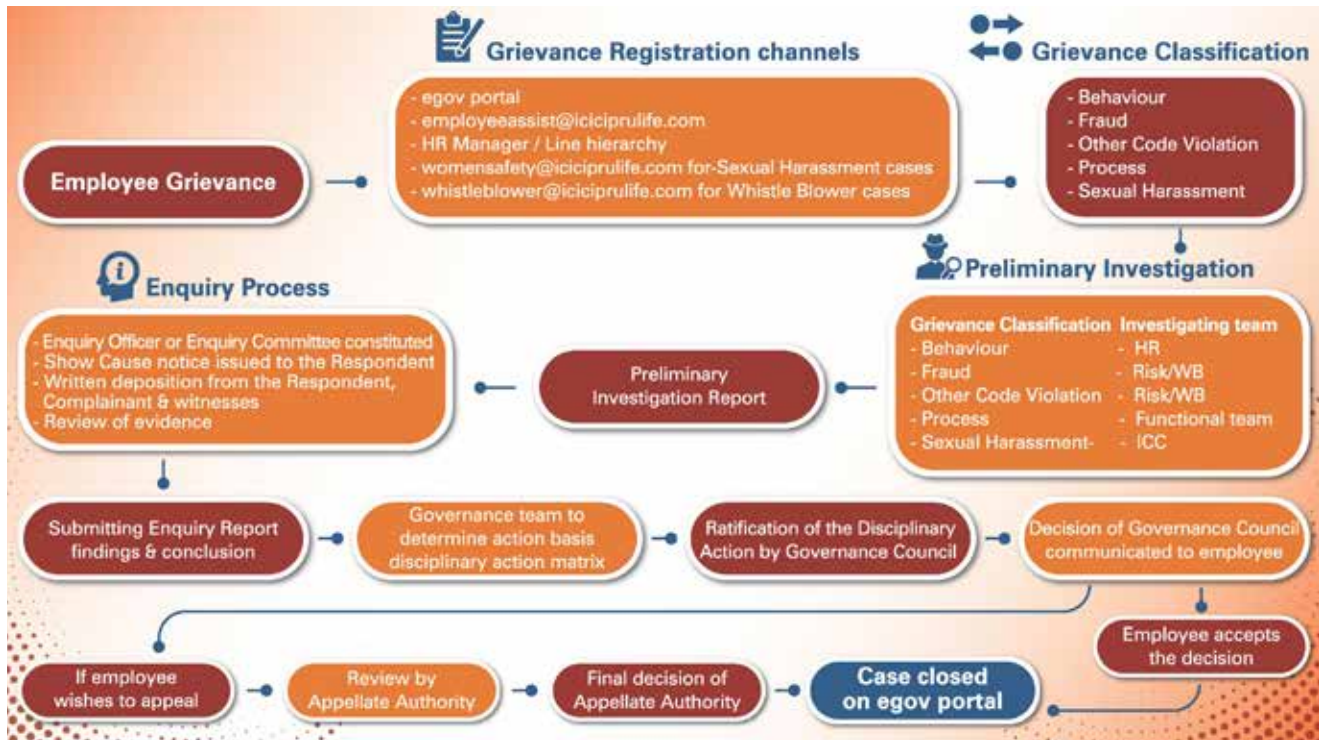 Grievance Registration channels
- egov portal
- employeeassist@iciciprulife.com
- HR Manager / Line hierarchy
- womensafety@iciciprulife.com for-Sexual Harassment cases
- whistleblower@iciciprulife.com for Whistle Blower cases
Grievance Classification
- Behaviour
- Fraud
- Other Code Violation
- Process
- Sexual Harassment
Employee Grievance
Preliminary Investigation
Grievance Classification Investigating team
- Behaviour - HR
- Fraud - Risk/WB
- Other Code Violation - Risk/WB
- Process - Functional team
- Sexual Harassment- - ICC
Preliminary
Investigation Report
Enquiry Process
- Enquiry Officer or Enquiry Committee constituted
- Show Cause notice issued to the Respondent
- Written deposition from the Respondent,
Complainant & witnesses
- Review of evidence
Submitting Enquiry Report
findings & conclusion
Governance team to
determine action basis
disciplinary action matrix
Ratification of the Disciplinary
Action by Governance Council
Decision of Governance Council
communicated to employee
Employee accepts
the decision
If employee
wishes to appeal
Review by
Appellate Authority
Final decision of
Appellate Authority
Case closed
on egov portal